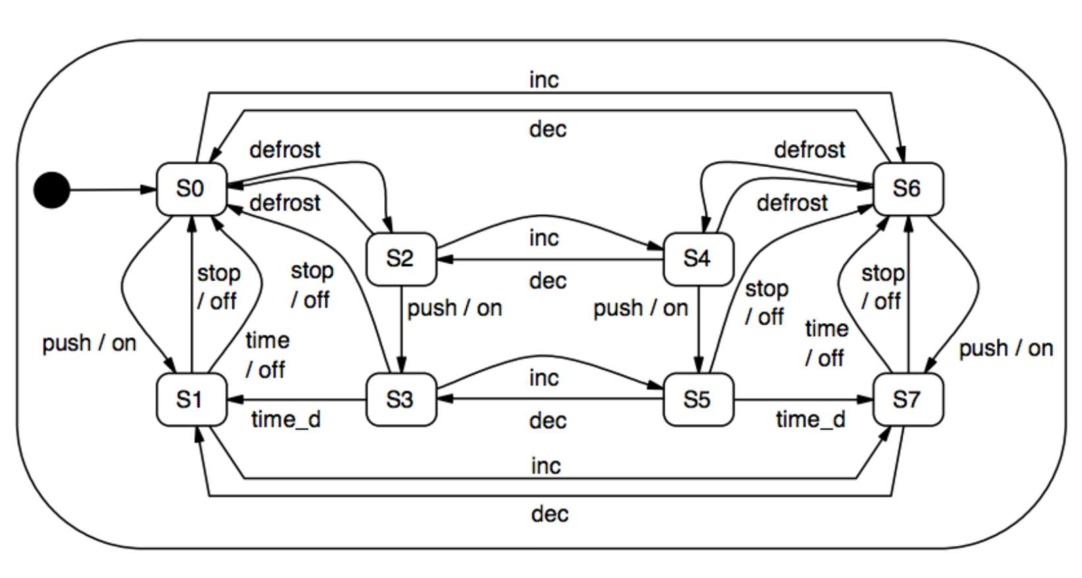 inc
dec
defrost
defrost
S0
S6
defrost
defrost
S2
inc
S4
dec
stop
/ off
stop
/ off
push / on
push / on
stop
/ off
stop
/ off
push / on
time
/ off
time
/ off
push / on
inc
S1
S3
S5
S7
time_d
dec
time_d
inc
dec